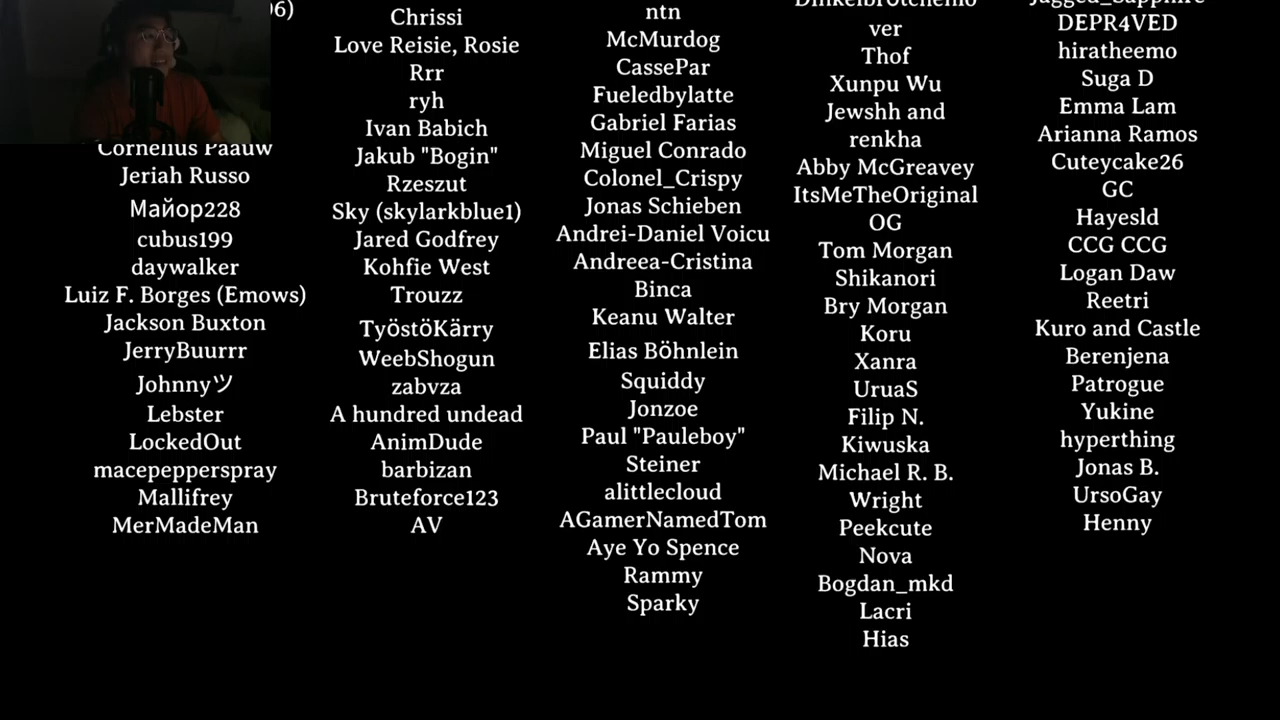 06)
Cornelius Paauw
Jeriah Russo
Майор228
cubus199
daywalker
Luiz F. Borges (Emows)
Jackson Buxton
JerryBuurrr
Johnnyツ
Lebster
LockedOut
macepepperspray
Mallifrey
MerMadeMan
Chrissi
Love Reisie, Rosie
Rrr
ryh
Ivan Babich
Jakub "Bogin"
Rzeszut
Sky (skylarkblue1)
Jared Godfrey
Kohfie West
Trouzz
TyöstöKärry
WeebShogun
zabvza
A hundred undead
AnimDude
barbizan
Bruteforce123
AV
ntn
McMurdog
CassePar
Fueledbylatte
Gabriel Farias
Miguel Conrado
Colonel_Crispy
Jonas Schieben
Andrei-Daniel Voicu
Andreea-Cristina
Binca
Keanu Walter
Elias Böhnlein
Squiddy
Jonzoe
Paul "Pauleboy"
Steiner
alittlecloud
AGamerNamedTom
Aye Yo Spence
Rammy
Sparky
Dinkelbrötchenlo
ver
Thof
Xunpu Wu
Jewshh and
renkha
Abby McGreavey
ItsMeTheOriginal
OG
Tom Morgan
Shikanori
Bry Morgan
Koru
Xanra
UruaS
Filip N.
Kiwuska
Michael R. B.
Wright
Peekcute
Nova
Bogdan_mkd
Lacri
Hias
Jagged_Sapphire
DEPR4VED
hiratheemo
Suga D
Emma Lam
Arianna Ramos
Cuteycake26
GC
Hayesld
CCG CCG
Logan Daw
Reetri
Kuro and Castle
Berenjena
Patrogue
Yukine
hyperthing
Jonas B.
UrsoGay
Henny